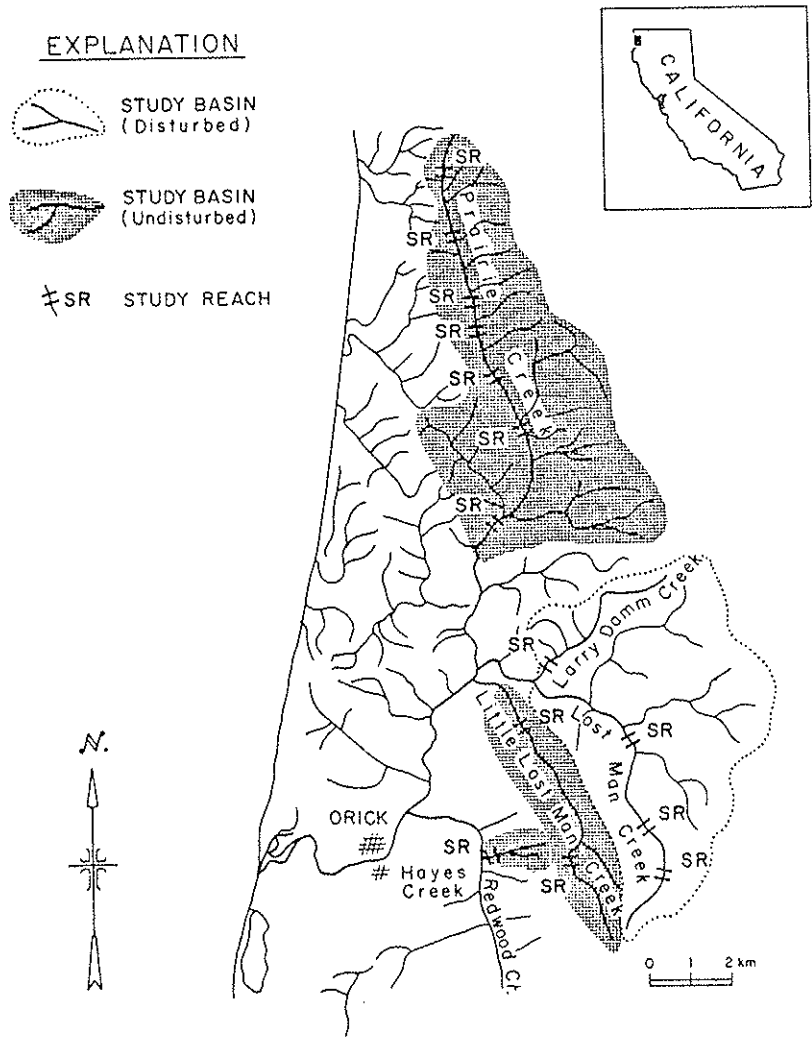 EXPLANATION
STUDY BASIN
(Disturbed)
STUDY BASIN
(Undisturbed)
SR STUDY REACH
CALIFORNIA
SR
Prairie
Creek
SR
SR
SR
SR
SR
SR
SR
Larry Damm Creek
SR
Lost
Man
Creek
SR
SR
SR
Little Lost Man Creek
SR
N.
ORICK
SR
Hayes
Creek
Redwood Cr.
0 1 2 km